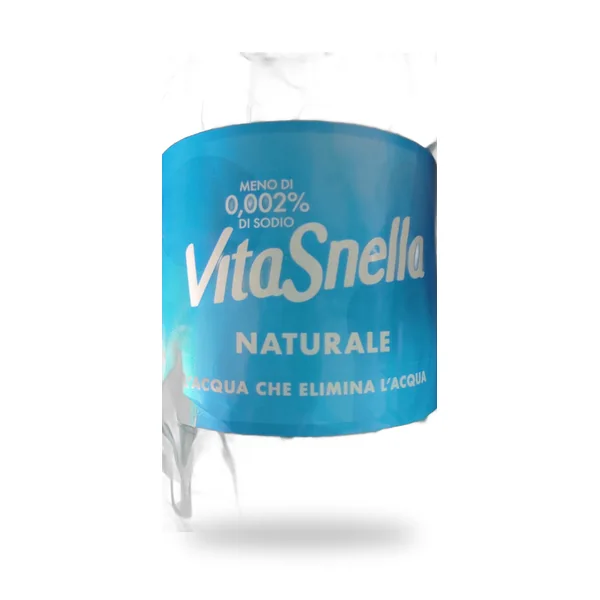 MENO DI
0,002%
DI SODIO
VitaSnella
NATURALE
L'ACQUA CHE ELIMINA L'ACQUA